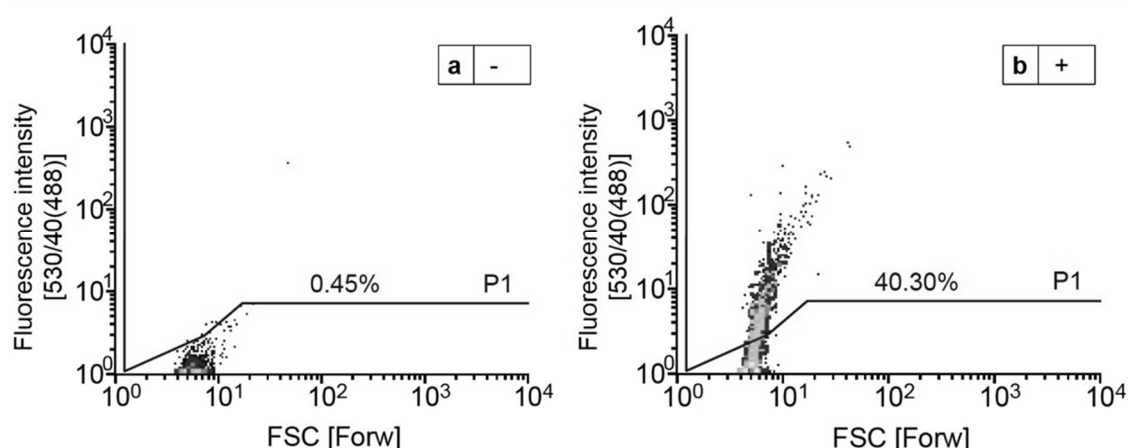 a -
10⁴
10³
10²
10¹
10⁰
Fluorescence intensity
[530/40(488)]
0.45% P1
10⁰ 10¹ 10² 10³ 10⁴
FSC [Forw]
b +
10⁴
10³
10²
10¹
10⁰
Fluorescence intensity
[530/40(488)]
40.30% P1
10⁰ 10¹ 10² 10³ 10⁴
FSC [Forw]